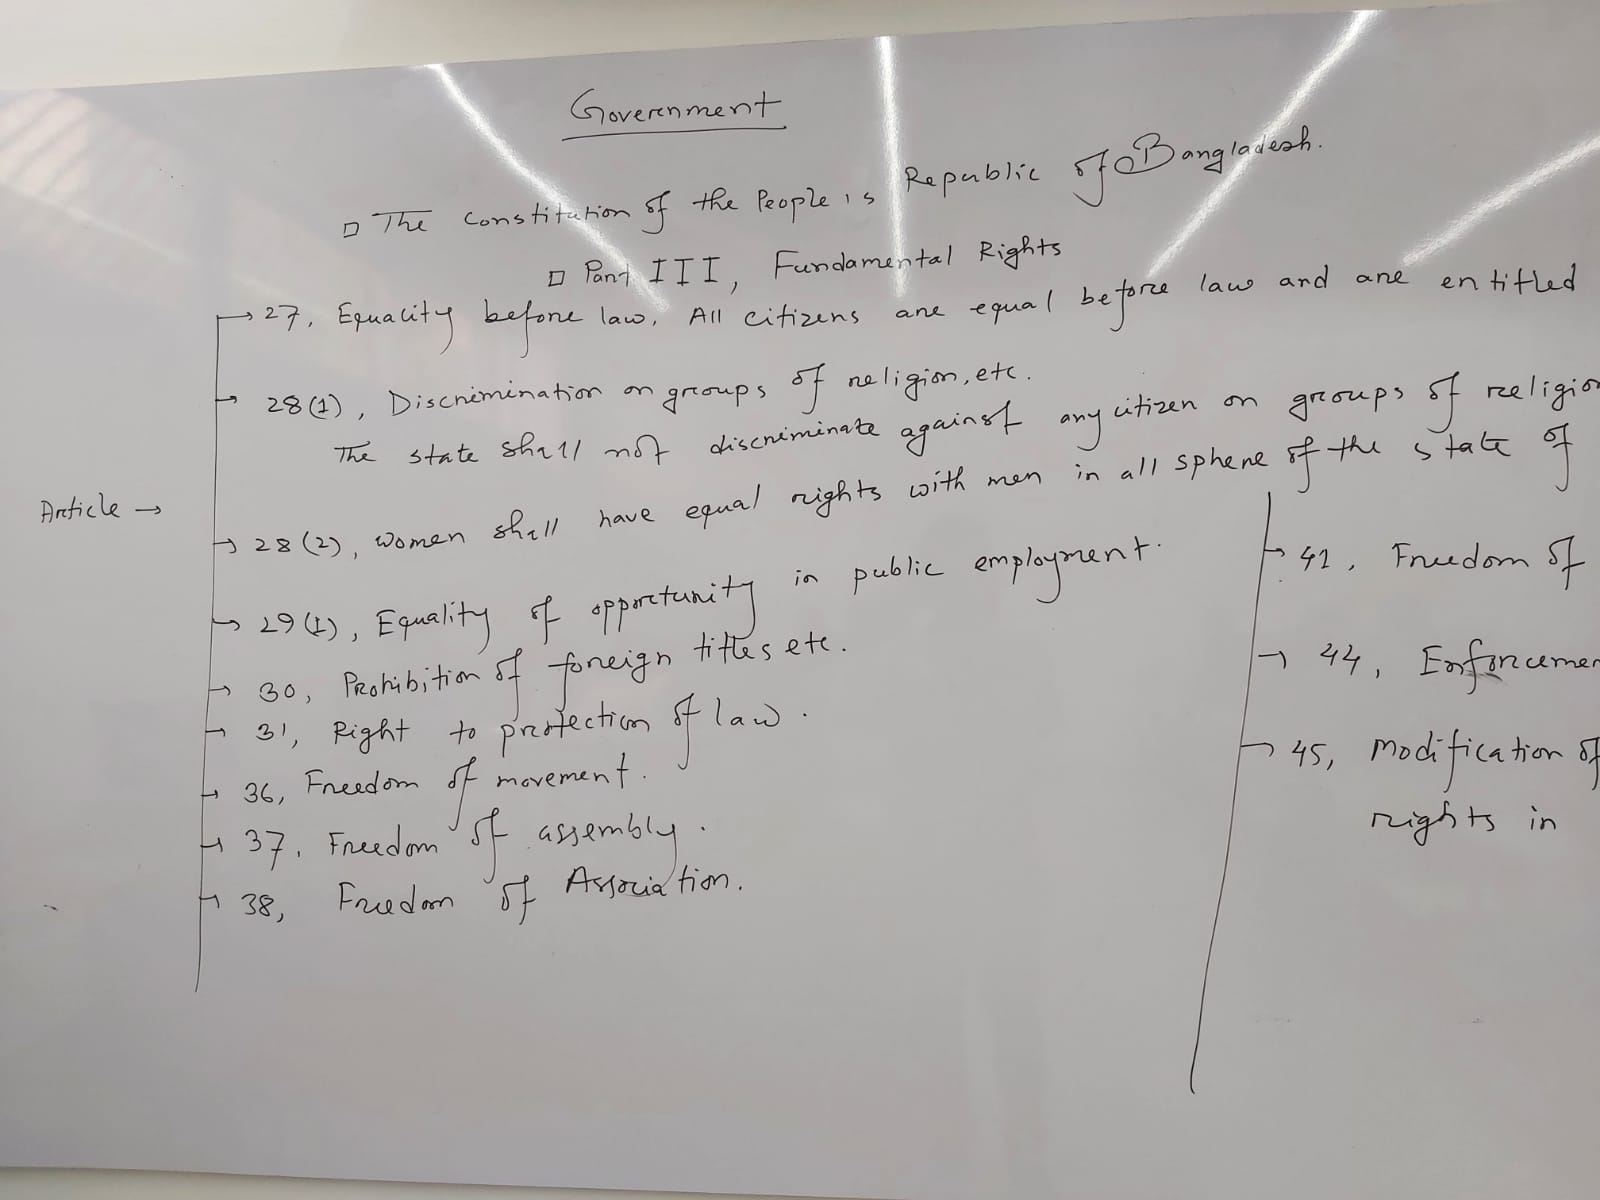 Government
□ The Constitution of the People is Republic of Bangladesh.
□ Part III, Fundamental Rights
Article →
→ 27, Equality before law, All citizens are equal before law and are entitled
→ 28(1), Discrimination on groups of religion, etc.
The state shall not discriminate against any citizen on groups of religion
→ 28(2), women shall have equal rights with men in all sphere of the state of
→ 29(1), Equality of opportunity in public employment.
→ 30, Prohibition of foreign titles etc.
→ 31, Right to protection of law.
→ 36, Freedom of movement.
→ 37, Freedom of assembly.
→ 38, Freedom of Association.
→ 41, Freedom of
→ 44, Enforcemen
→ 45, Modification of
rights in